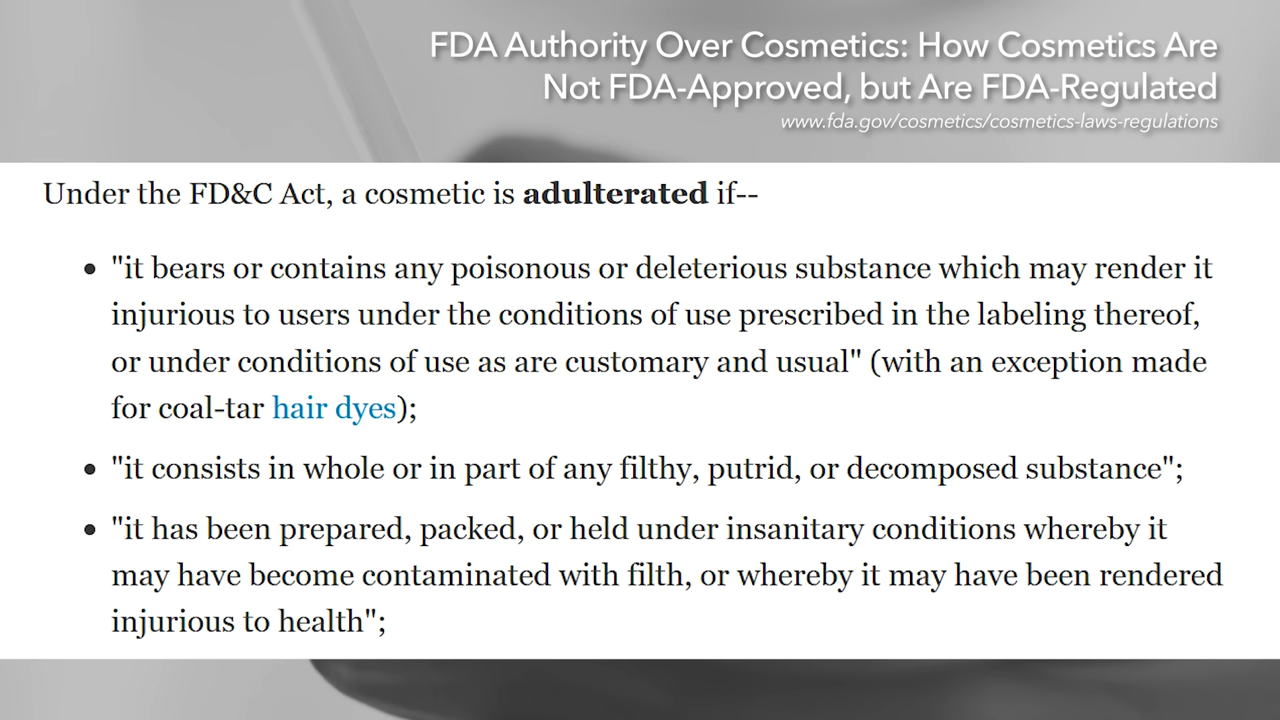 FDA Authority Over Cosmetics: How Cosmetics Are
Not FDA-Approved, but Are FDA-Regulated
www.fda.gov/cosmetics/cosmetics-laws-regulations
Under the FD&C Act, a cosmetic is adulterated if--
• "it bears or contains any poisonous or deleterious substance which may render it
injurious to users under the conditions of use prescribed in the labeling thereof,
or under conditions of use as are customary and usual" (with an exception made
for coal-tar hair dyes);
• "it consists in whole or in part of any filthy, putrid, or decomposed substance";
• "it has been prepared, packed, or held under insanitary conditions whereby it
may have become contaminated with filth, or whereby it may have been rendered
injurious to health";